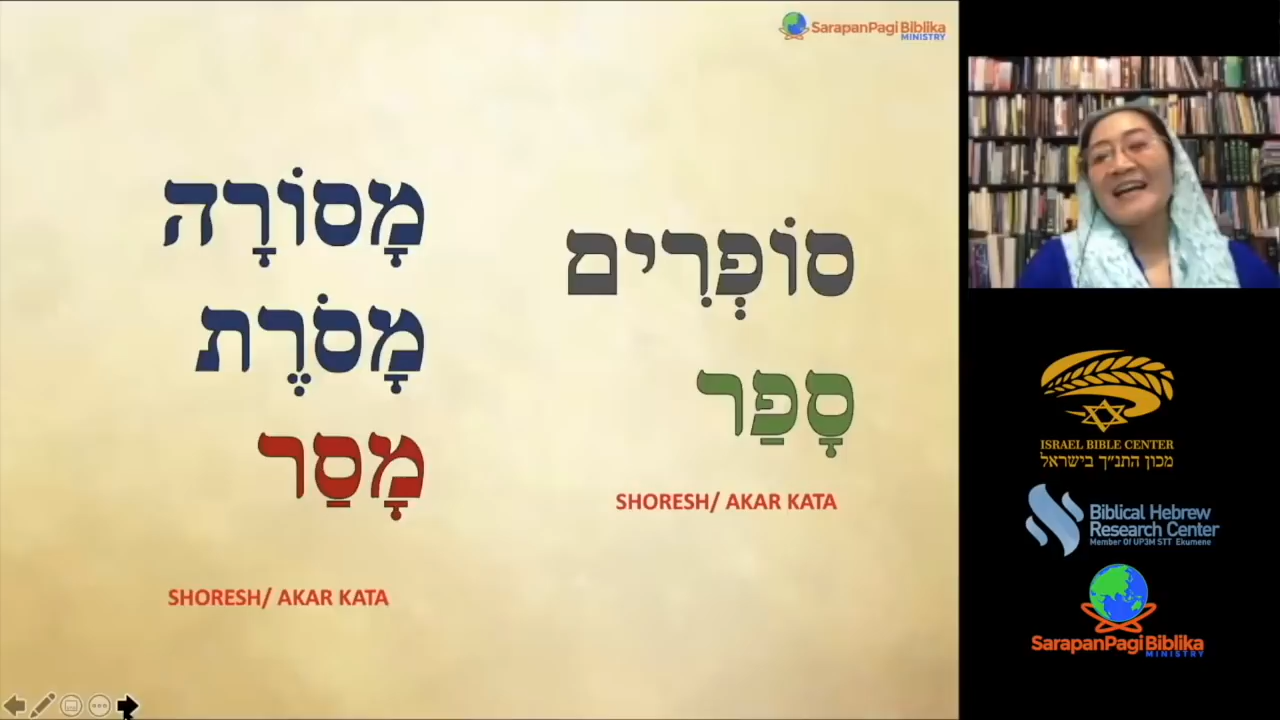 SarapanPagi Biblika
MINISTRY
מָסוֹרָה
מָסֹרֶת
מָסַר
SHORESH/ AKAR KATA
סוֹפְרִים
סָפַר
SHORESH/ AKAR KATA
ISRAEL BIBLE CENTER
מכון התנ״ך בישראל
Biblical Hebrew
Research Center
Member Of UP3M STT Ekumene
SarapanPagi Biblika
MINISTRY